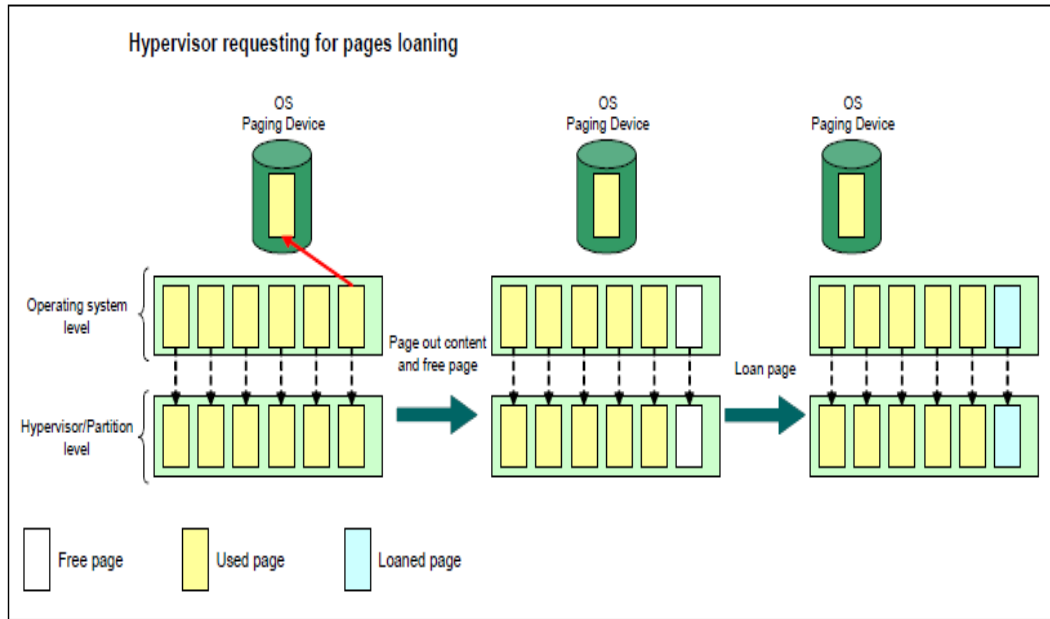 Hypervisor requesting for pages loaning
OS
Paging Device
OS
Paging Device
OS
Paging Device
Operating system
level
Page out content
and free page
Loan page
Hypervisor/Partition
level
Free page
Used page
Loaned page